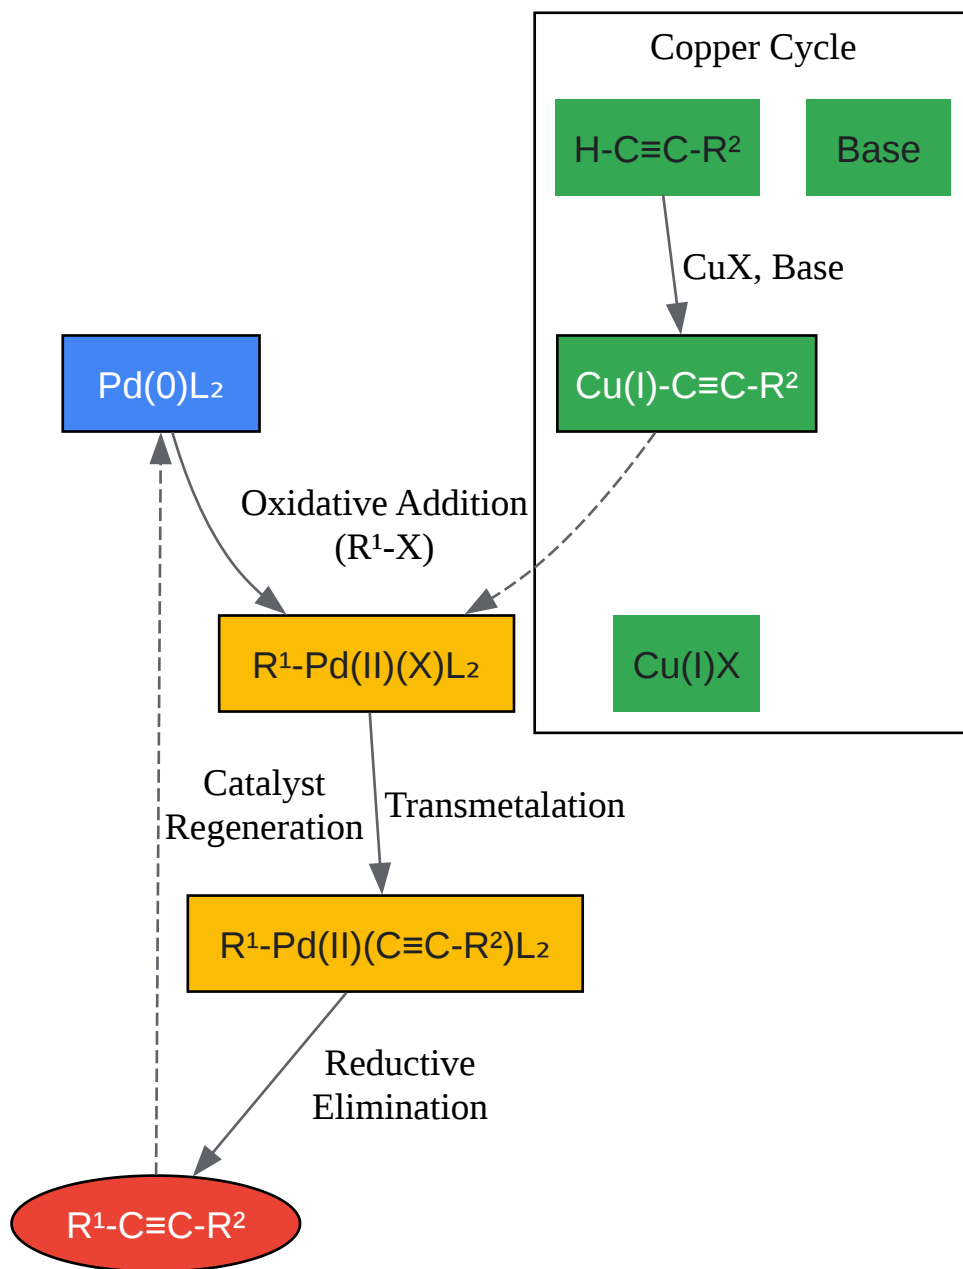 Copper Cycle
H-C≡C-R²
Base
CuX, Base
Pd(0)L₂
Cu(I)-C≡C-R²
Oxidative Addition
(R¹-X)
R¹-Pd(II)(X)L₂
Cu(I)X
Catalyst
Regeneration
Transmetalation
R¹-Pd(II)(C≡C-R²)L₂
Reductive
Elimination
R¹-C≡C-R²